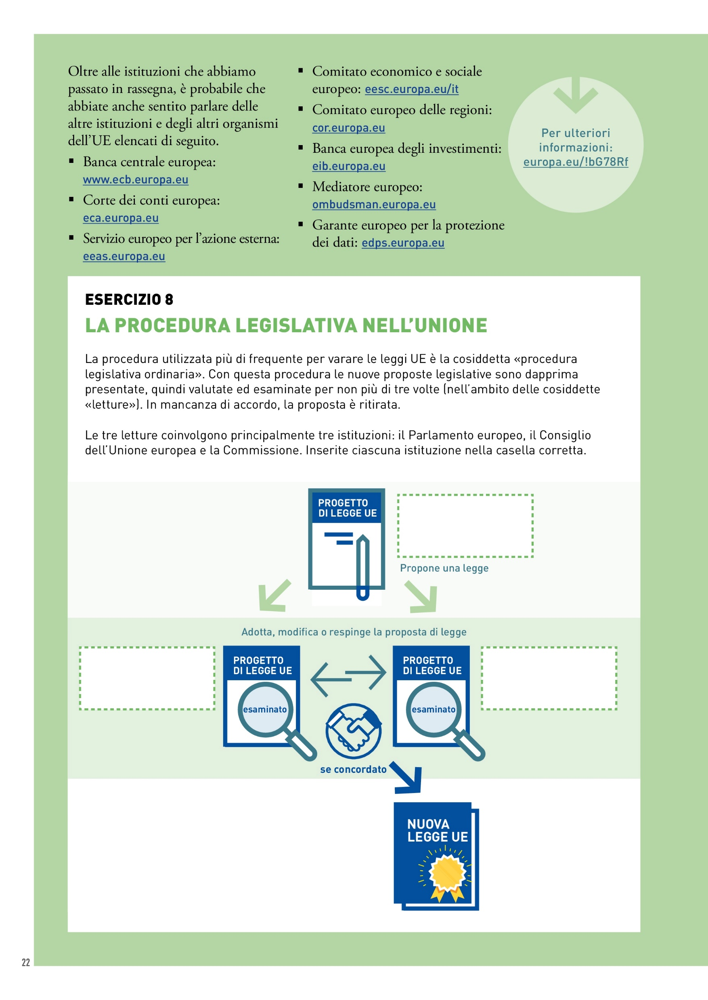 Oltre alle istituzioni che abbiamo
passato in rassegna, è probabile che
abbiate anche sentito parlare delle
altre istituzioni e degli altri organismi
dell’UE elencati di seguito.
▪ Banca centrale europea:
www.ecb.europa.eu
▪ Corte dei conti europea:
eca.europa.eu
▪ Servizio europeo per l’azione esterna:
eeas.europa.eu
▪ Comitato economico e sociale
europeo: eesc.europa.eu/it
▪ Comitato europeo delle regioni:
cor.europa.eu
▪ Banca europea degli investimenti:
eib.europa.eu
▪ Mediatore europeo:
ombudsman.europa.eu
▪ Garante europeo per la protezione
dei dati: edps.europa.eu
Per ulteriori
informazioni:
europa.eu/!bG78Rf
ESERCIZIO 8
LA PROCEDURA LEGISLATIVA NELL’UNIONE
La procedura utilizzata più di frequente per varare le leggi UE è la cosiddetta «procedura
legislativa ordinaria». Con questa procedura le nuove proposte legislative sono dapprima
presentate, quindi valutate ed esaminate per non più di tre volte (nell’ambito delle cosiddette
«letture»). In mancanza di accordo, la proposta è ritirata.
Le tre letture coinvolgono principalmente tre istituzioni: il Parlamento europeo, il Consiglio
dell’Unione europea e la Commissione. Inserite ciascuna istituzione nella casella corretta.
PROGETTO
DI LEGGE UE
Propone una legge
Adotta, modifica o respinge la proposta di legge
PROGETTO
DI LEGGE UE
esaminato
PROGETTO
DI LEGGE UE
esaminato
se concordato
NUOVA
LEGGE UE
22